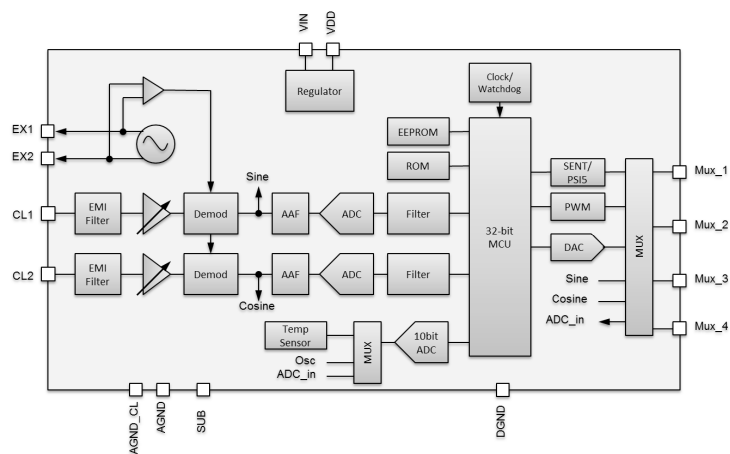 VIN
VDD
Regulator
Clock/
Watchdog
EX1
EX2
EEPROM
ROM
Sine
SENT/
PSI5
Mux_1
CL1
EMI
Filter
Demod
AAF
ADC
Filter
32-bit
MCU
PWM
Mux_2
DAC
MUX
CL2
EMI
Filter
Demod
AAF
ADC
Filter
Sine
Mux_3
Cosine
Cosine
ADC_in
Mux_4
Temp
Sensor
Osc
ADC_in
MUX
10bit
ADC
AGND_CL
AGND
SUB
DGND